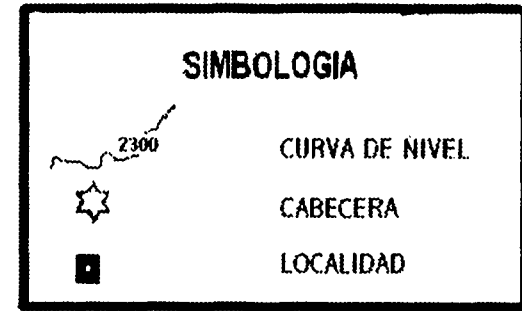 SIMBOLOGIA
2300 CURVA DE NIVEL
CABECERA
LOCALIDAD